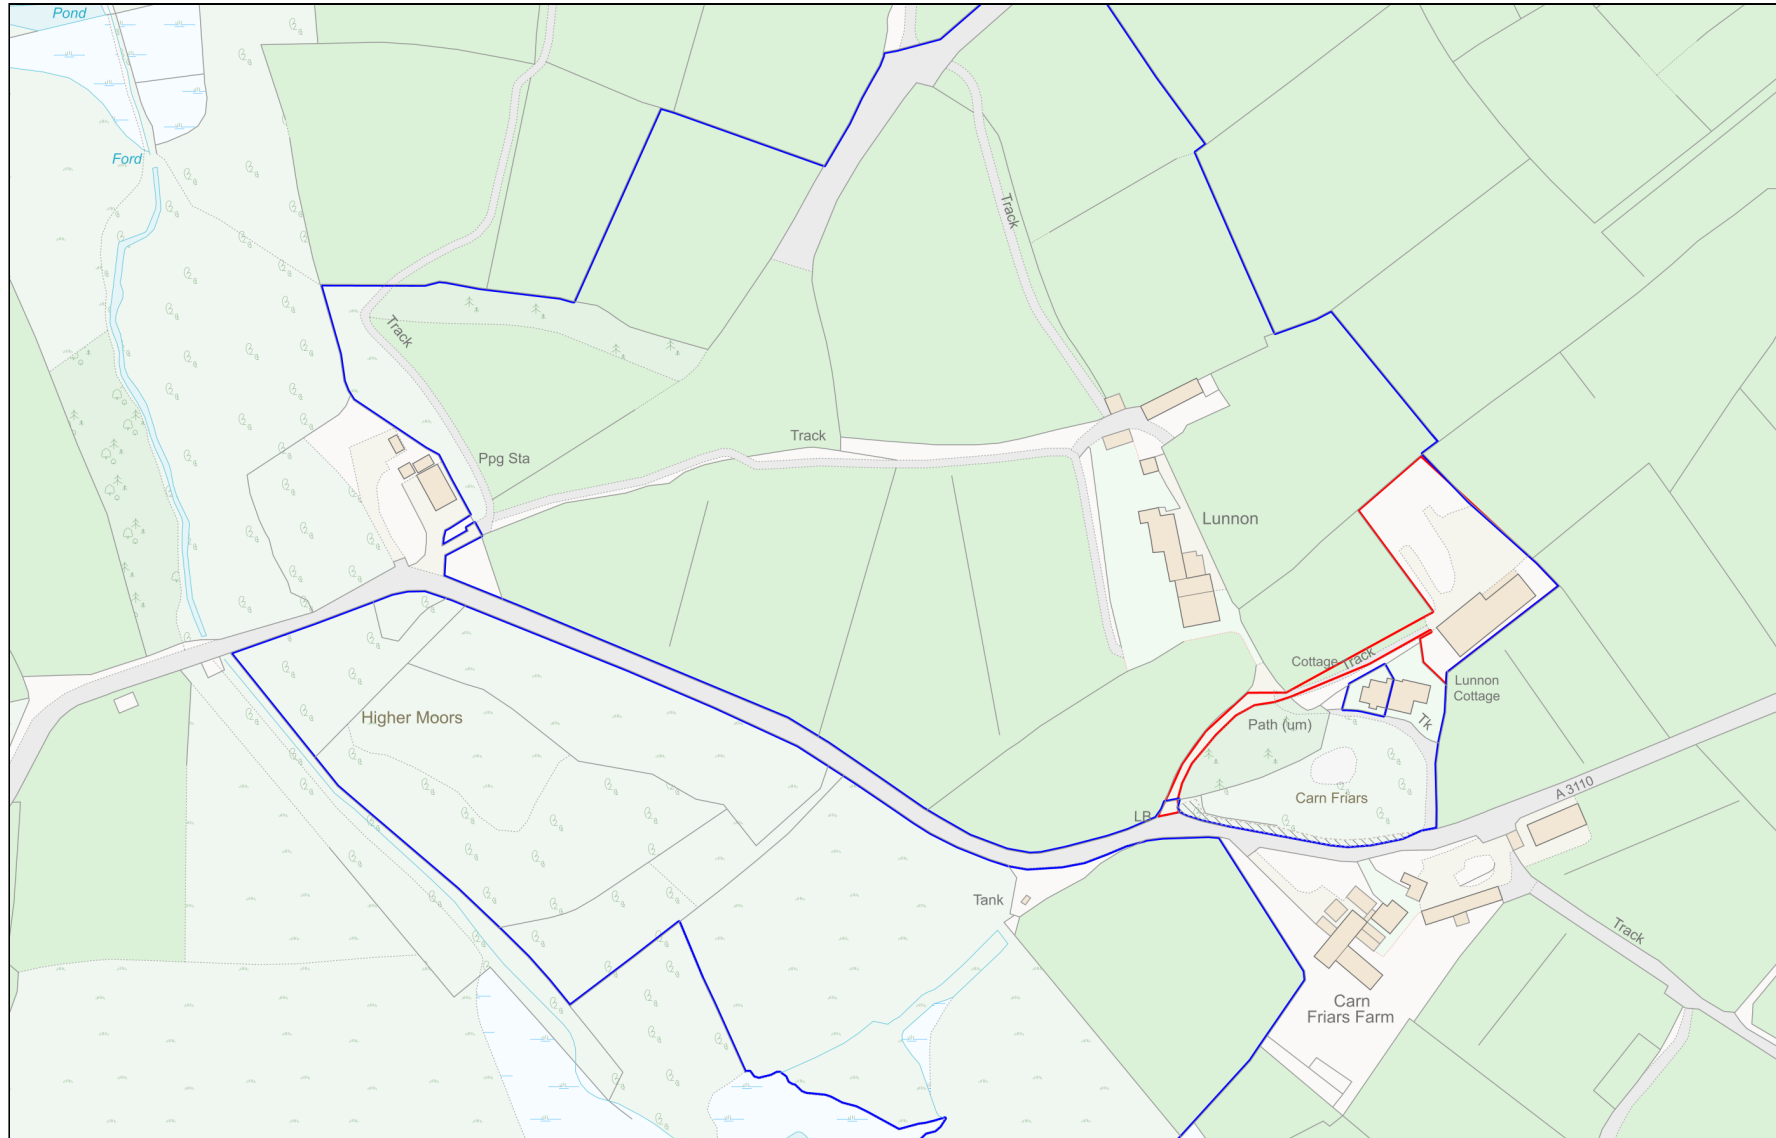 Pond
Ford
Track
Track
Ppg Sta
Track
Lunnon
Cottage
Track
Lunnon
Cottage
Higher Moors
Path (um)
Tk
A 3110
Carn Friars
LB
Tank
Track
Carn
Friars Farm